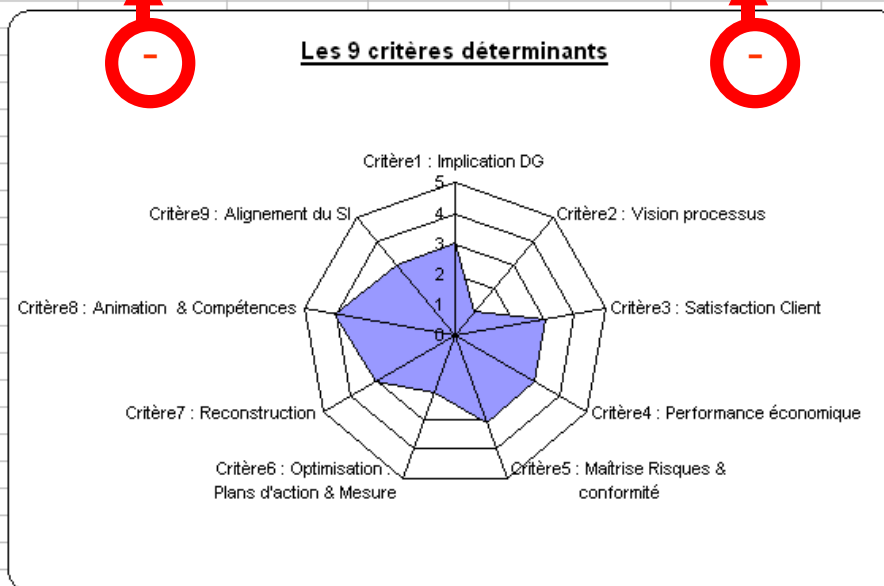 -
-
Les 9 critères déterminants
Critère1 : Implication DG
5
Critère9 : Alignement du SI
4
Critère2 : Vision processus
3
2
Critère8 : Animation & Compétences
1
Critère3 : Satisfaction Client
0
Critère7 : Reconstruction
Critère4 : Performance économique
Critère6 : Optimisation
Plans d'action & Mesure
Critère5 : Maîtrise Risques &
conformité